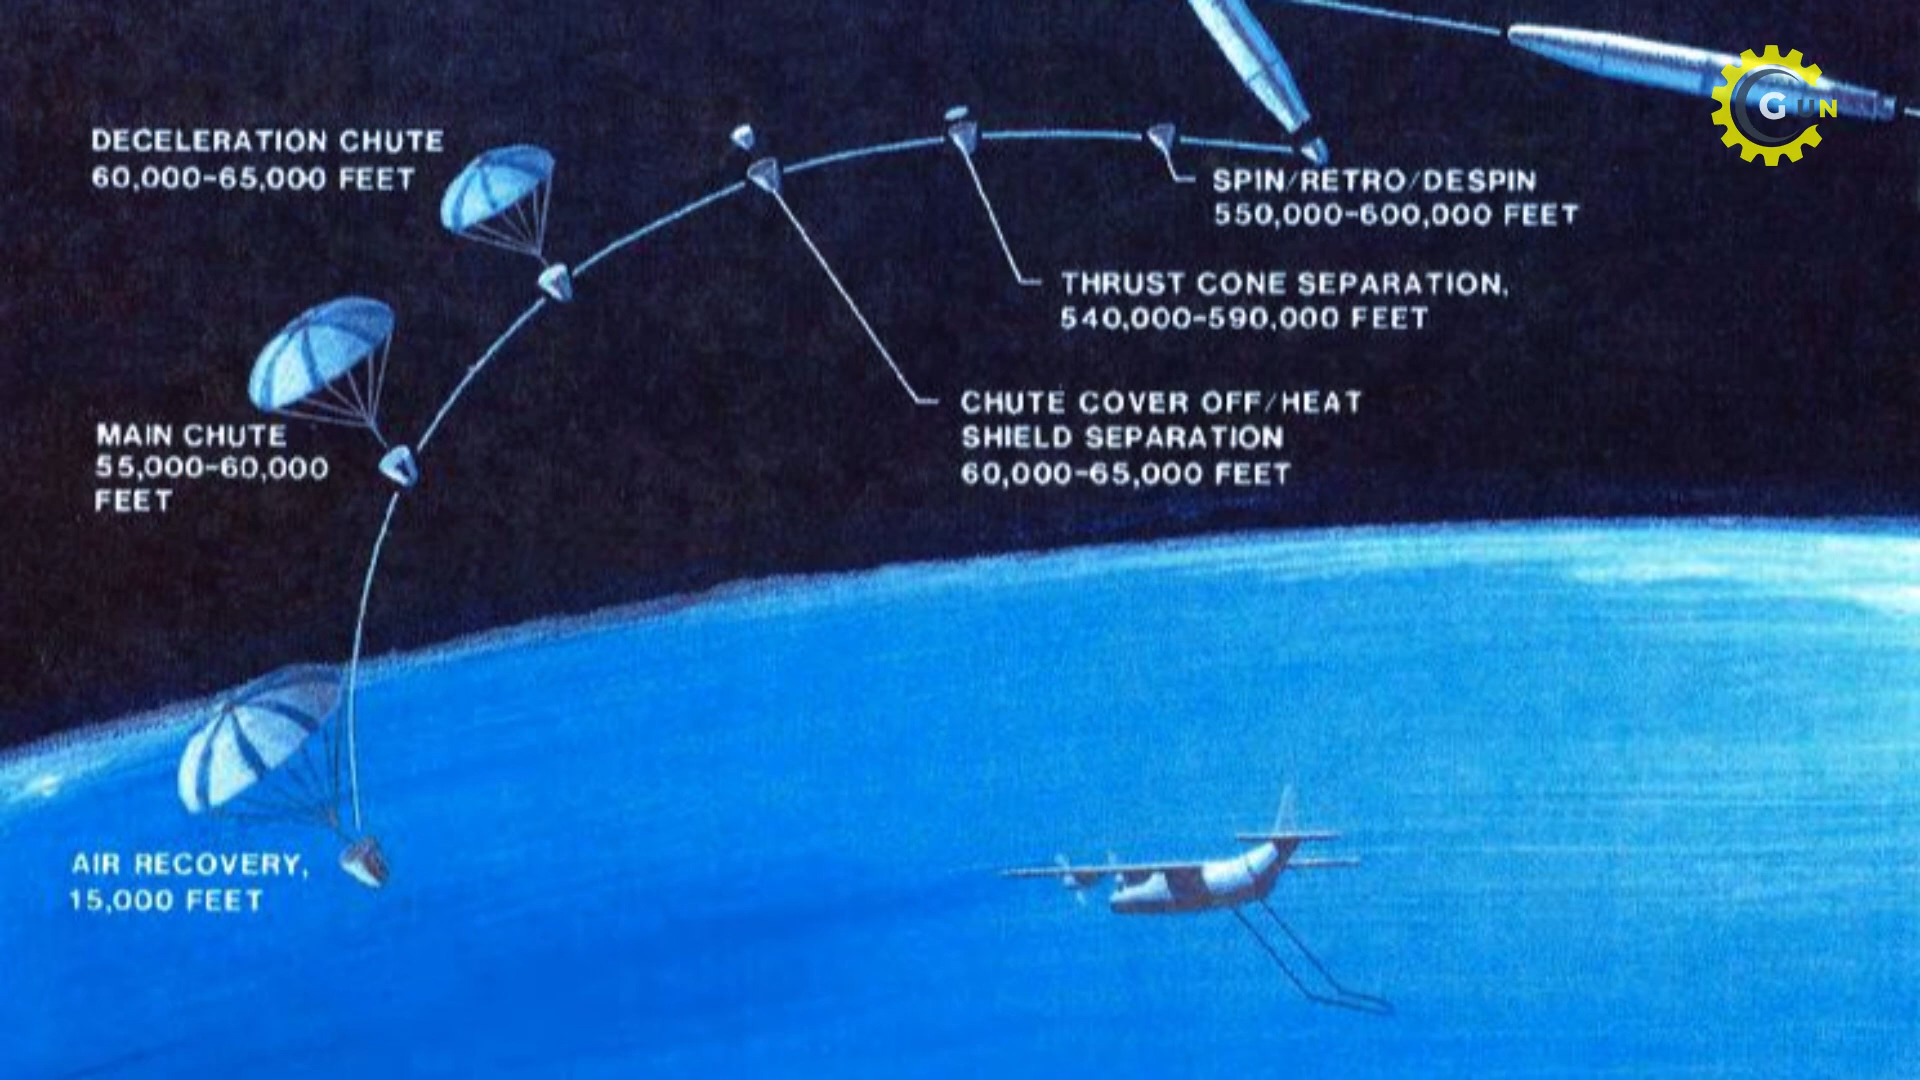 GUN
DECELERATION CHUTE
60,000-65,000 FEET
SPIN/RETRO/DESPIN
550,000-600,000 FEET
THRUST CONE SEPARATION,
540,000-590,000 FEET
CHUTE COVER OFF/HEAT
SHIELD SEPARATION
60,000-65,000 FEET
MAIN CHUTE
55,000-60,000
FEET
AIR RECOVERY,
15,000 FEET